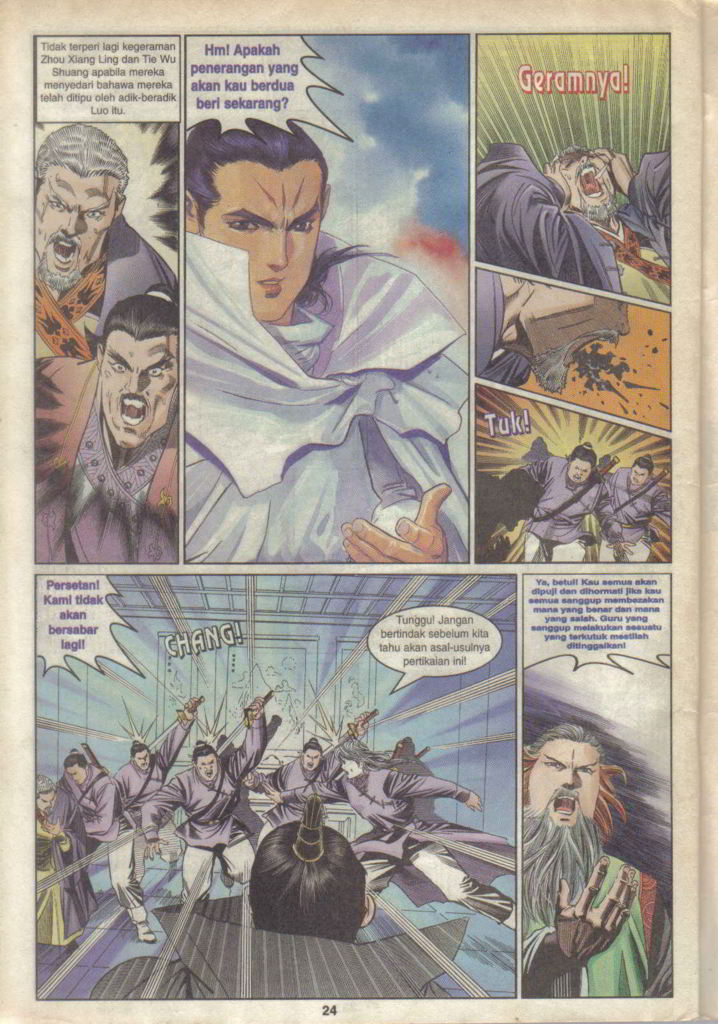 Tidak terperi lagi kegeraman
Zhou Xiang Ling dan Tie Wu
Shuang apabila mereka
menyedari bahawa mereka
telah ditipu oleh adik-beradik
Luo itu.
Hm! Apakah
penerangan yang
akan kau berdua
beri sekarang?
Geramnya!
Tuk!
Persetan!
Kami tidak
akan
bersabar
lagi!
CHANG!
Tunggu! Jangan
bertindak sebelum kita
tahu akan asal-usulnya
pertikaian ini!
Ya, betul! Kau semua akan
dipuji dan dihormati jika kau
semua sanggup membezakan
mana yang benar dan mana
yang salah. Guru yang
sanggup melakukan sesuatu
yang terkutuk mestilah
ditinggalkan!
24